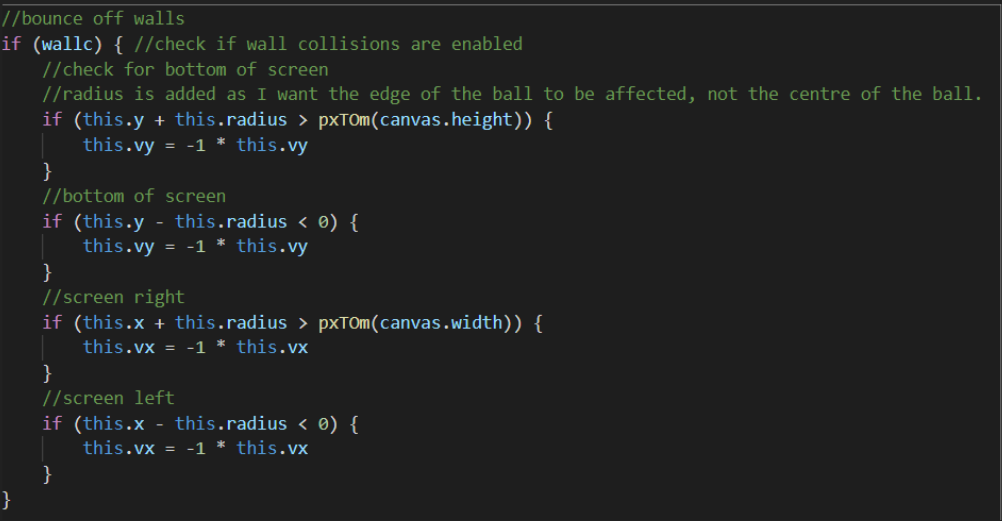 //bounce off walls
if (wallc) { //check if wall collisions are enabled
    //check for bottom of screen
    //radius is added as I want the edge of the ball to be affected, not the centre of the ball.
    if (this.y + this.radius > pxTOm(canvas.height)) {
        this.vy = -1 * this.vy
    }
    //bottom of screen
    if (this.y - this.radius < 0) {
        this.vy = -1 * this.vy
    }
    //screen right
    if (this.x + this.radius > pxTOm(canvas.width)) {
        this.vx = -1 * this.vx
    }
    //screen left
    if (this.x - this.radius < 0) {
        this.vx = -1 * this.vx
    }
}